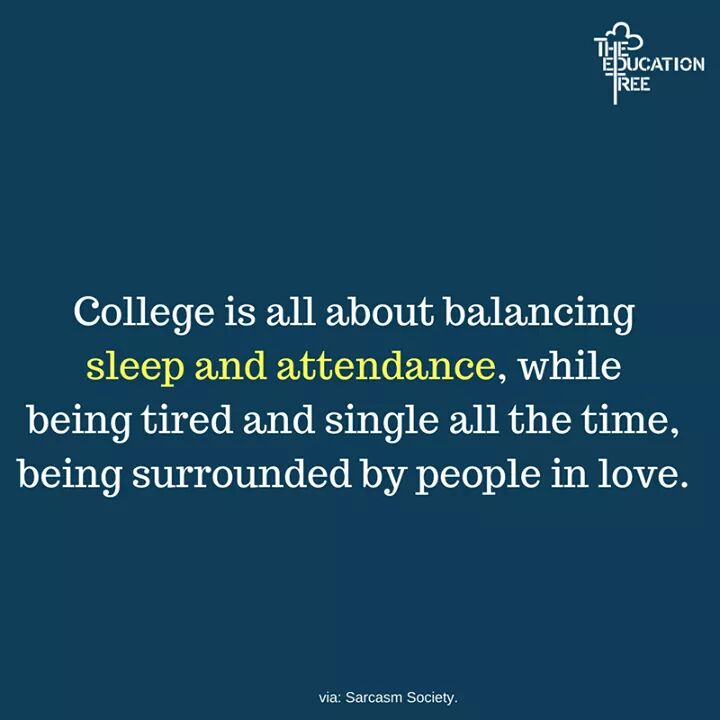 THE
EDUCATION
TREE
College is all about balancing
sleep and attendance, while
being tired and single all the time,
being surrounded by people in love.
via: Sarcasm Society.